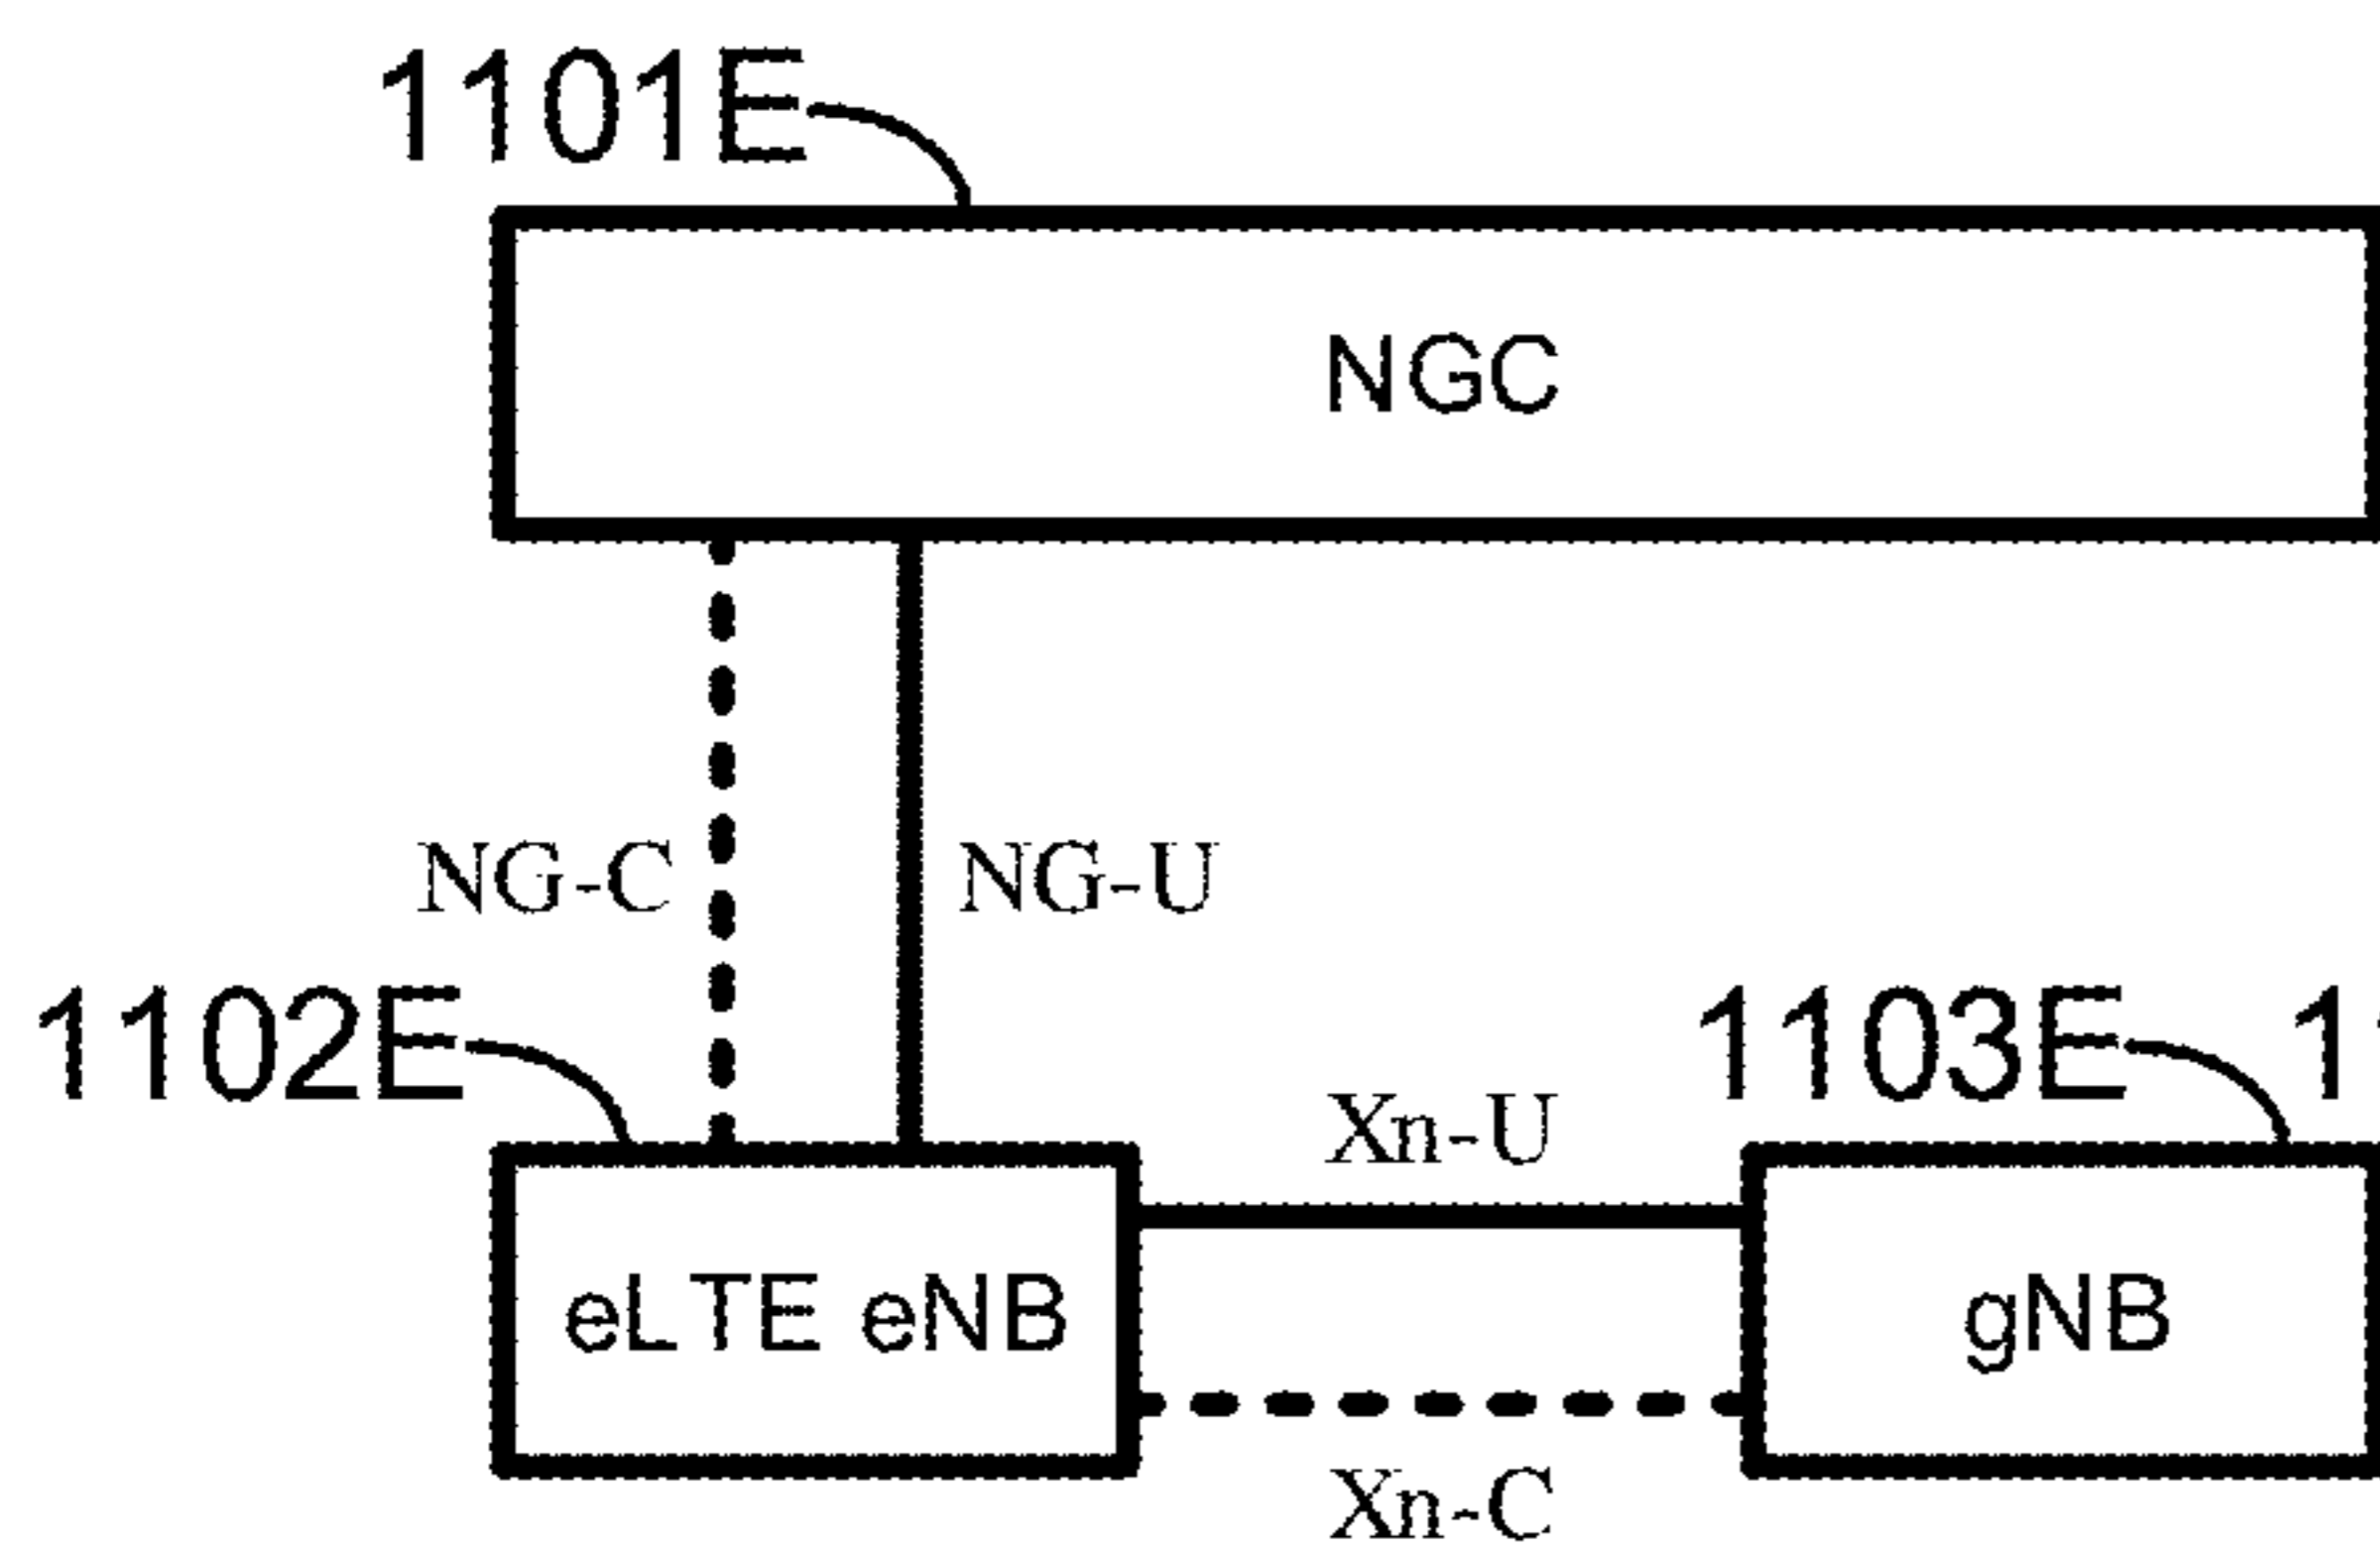 1101E
NGC
NG-C NG-U
1102E 1103E
Xn-U
eLTE eNB gNB
Xn-C